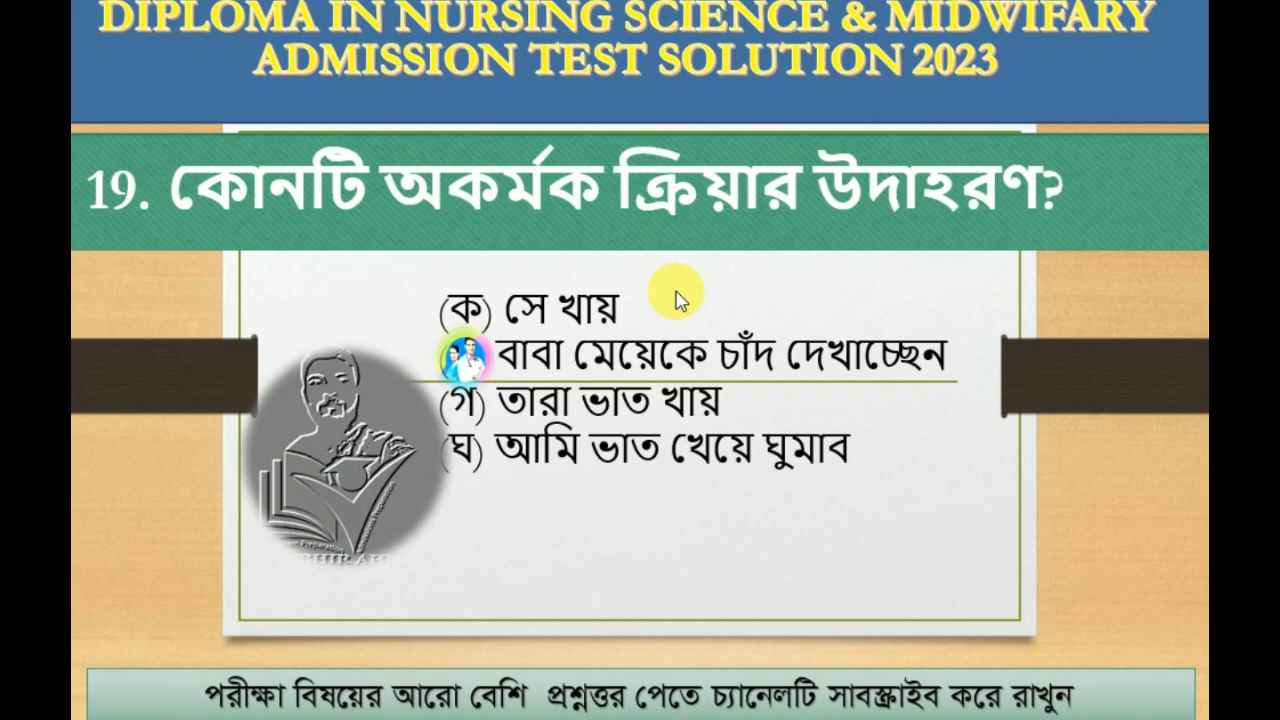 DIPLOMA IN NURSING SCIENCE & MIDWIFARY
ADMISSION TEST SOLUTION 2023
19. কোনটি অকর্মক ক্রিয়ার উদাহরণ?
(ক) সে খায়
বাবা মেয়েকে চাঁদ দেখাচ্ছেন
(গ) তারা ভাত খায়
(ঘ) আমি ভাত খেয়ে ঘুমাব
পরীক্ষা বিষয়ের আরো বেশি প্রশ্নত্তর পেতে চ্যানেলটি সাবস্ক্রাইব করে রাখুন